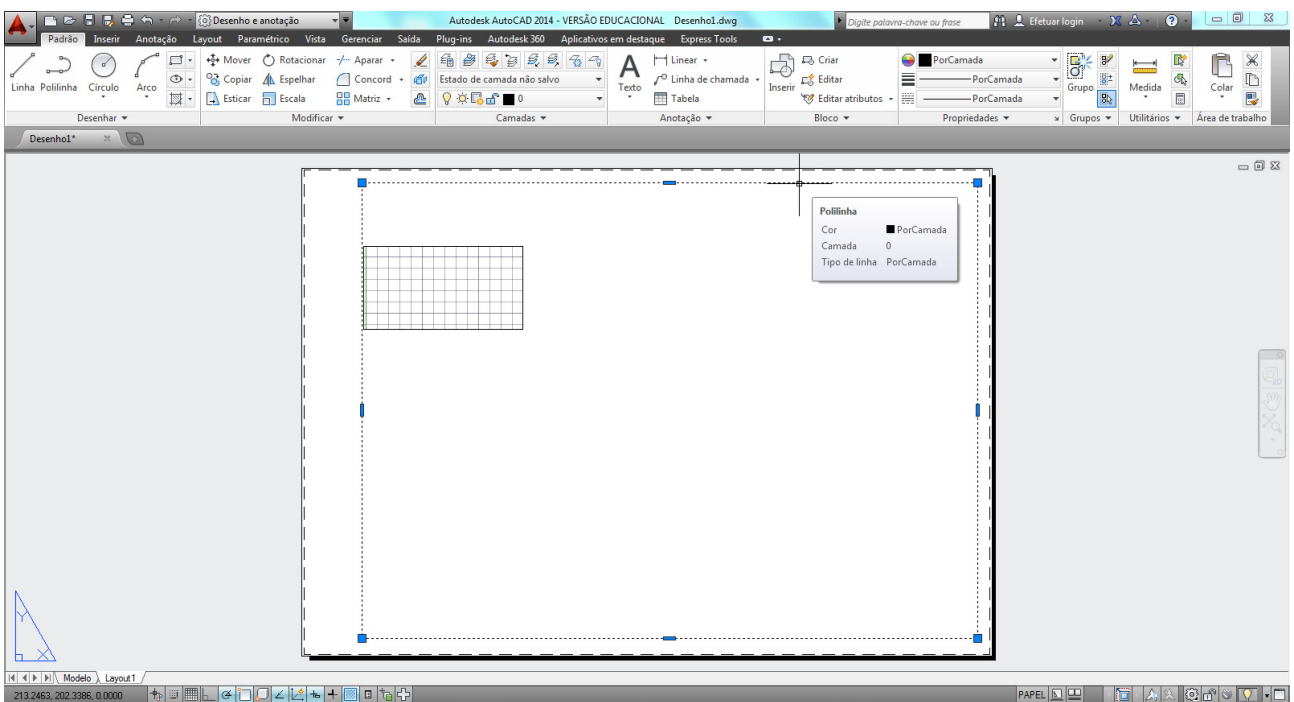 Desenho e anotação
Autodesk AutoCAD 2014 - VERSÃO EDUCACIONAL Desenho1.dwg
Digite palavra-chave ou frase
Efetuar login
Padrão Inserir Anotação Layout Paramétrico Vista Gerenciar Saída Plug-ins Autodesk 360 Aplicativos em destaque Express Tools
Linha Polilinha Círculo Arco
Mover Rotacionar Aparar
Copiar Espelhar Concord
Esticar Escala Matriz
Estado de camada não salvo
0
Texto
Linear
Linha de chamada
Tabela
Inserir
Criar
Editar
Editar atributos
PorCamada
PorCamada
PorCamada
Grupo
Medida
Colar
Desenhar Modificar Camadas Anotação Bloco Propriedades Grupos Utilitários Área de trabalho
Desenho1*
Polilinha
Cor PorCamada
Camada 0
Tipo de linha PorCamada
Y
X
Modelo Layout1
213.2463, 202.3386, 0.0000
PAPEL